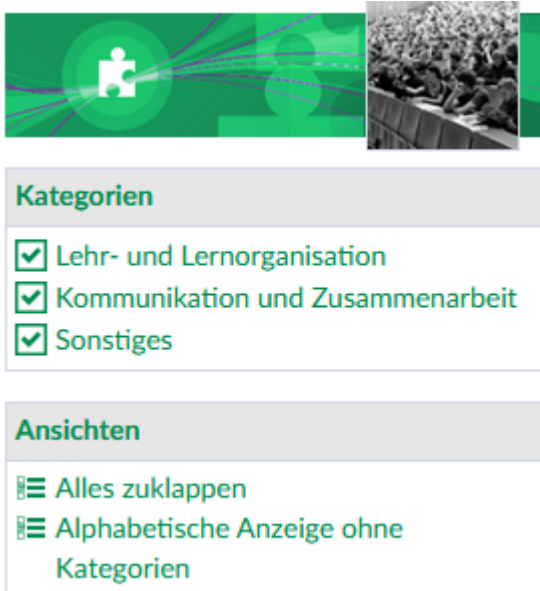 Kategorien
Lehr- und Lernorganisation
Kommunikation und Zusammenarbeit
Sonstiges
Ansichten
Alles zuklappen
Alphabetische Anzeige ohne
Kategorien